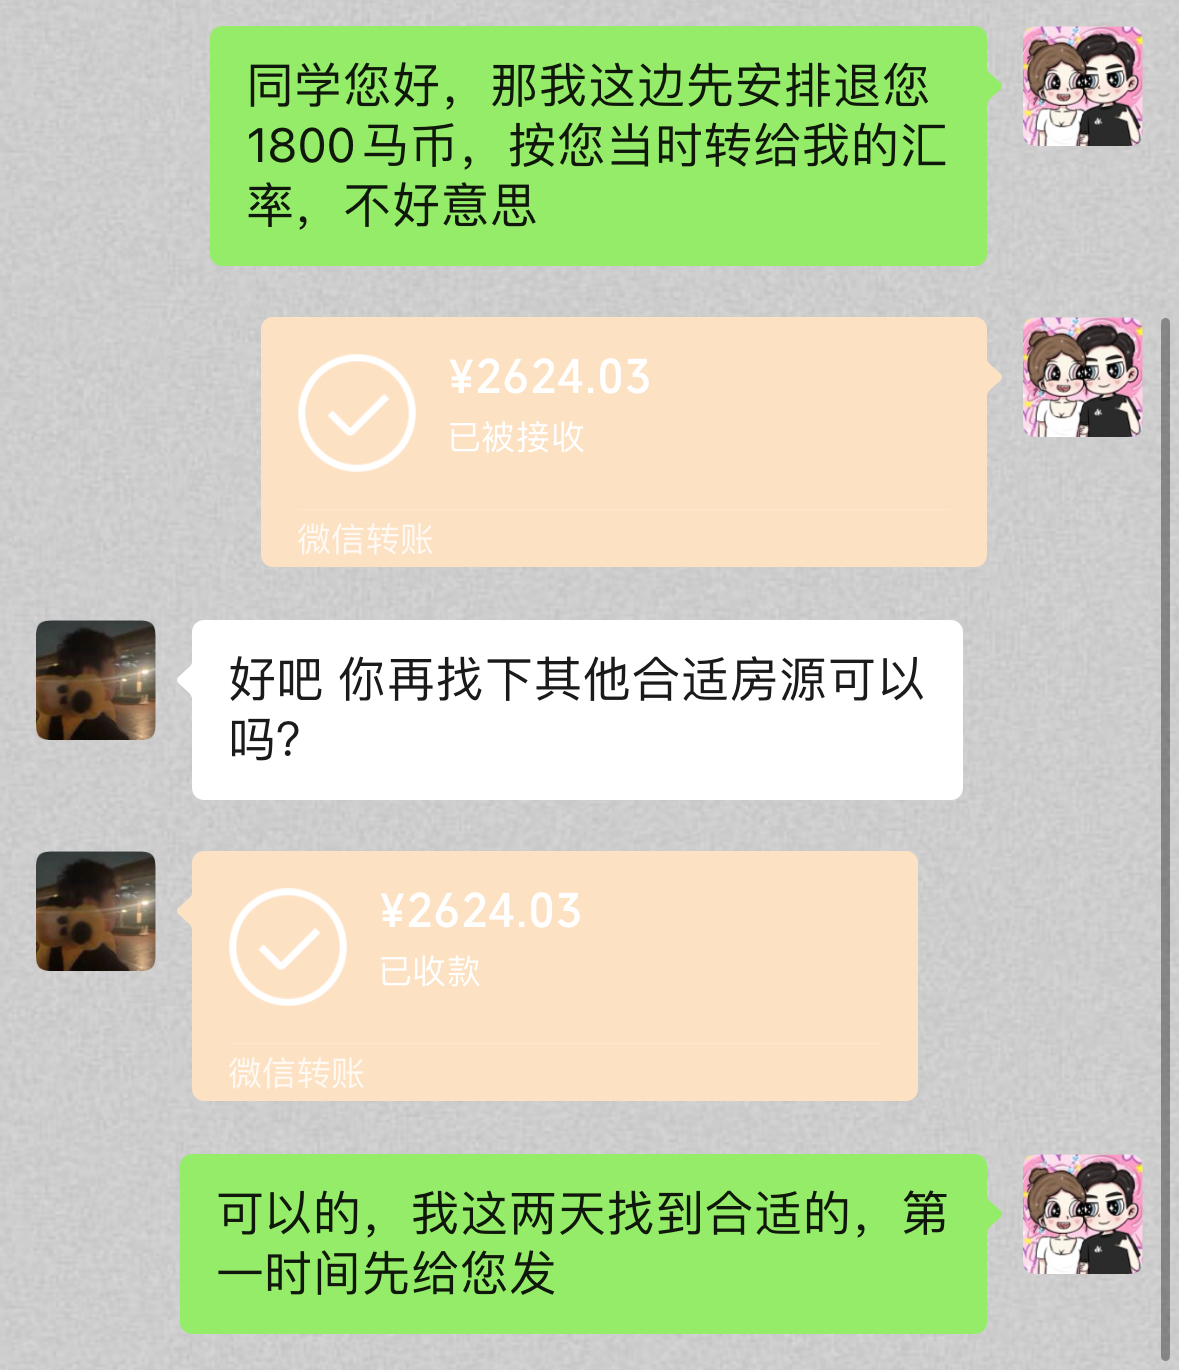 同学您好，那我这边先安排退您
1800马币，按您当时转给我的汇
率，不好意思
¥2624.03
已被接收
微信转账
好吧 你再找下其他合适房源可以
吗?
¥2624.03
已收款
微信转账
可以的，我这两天找到合适的，第
一时间先给您发